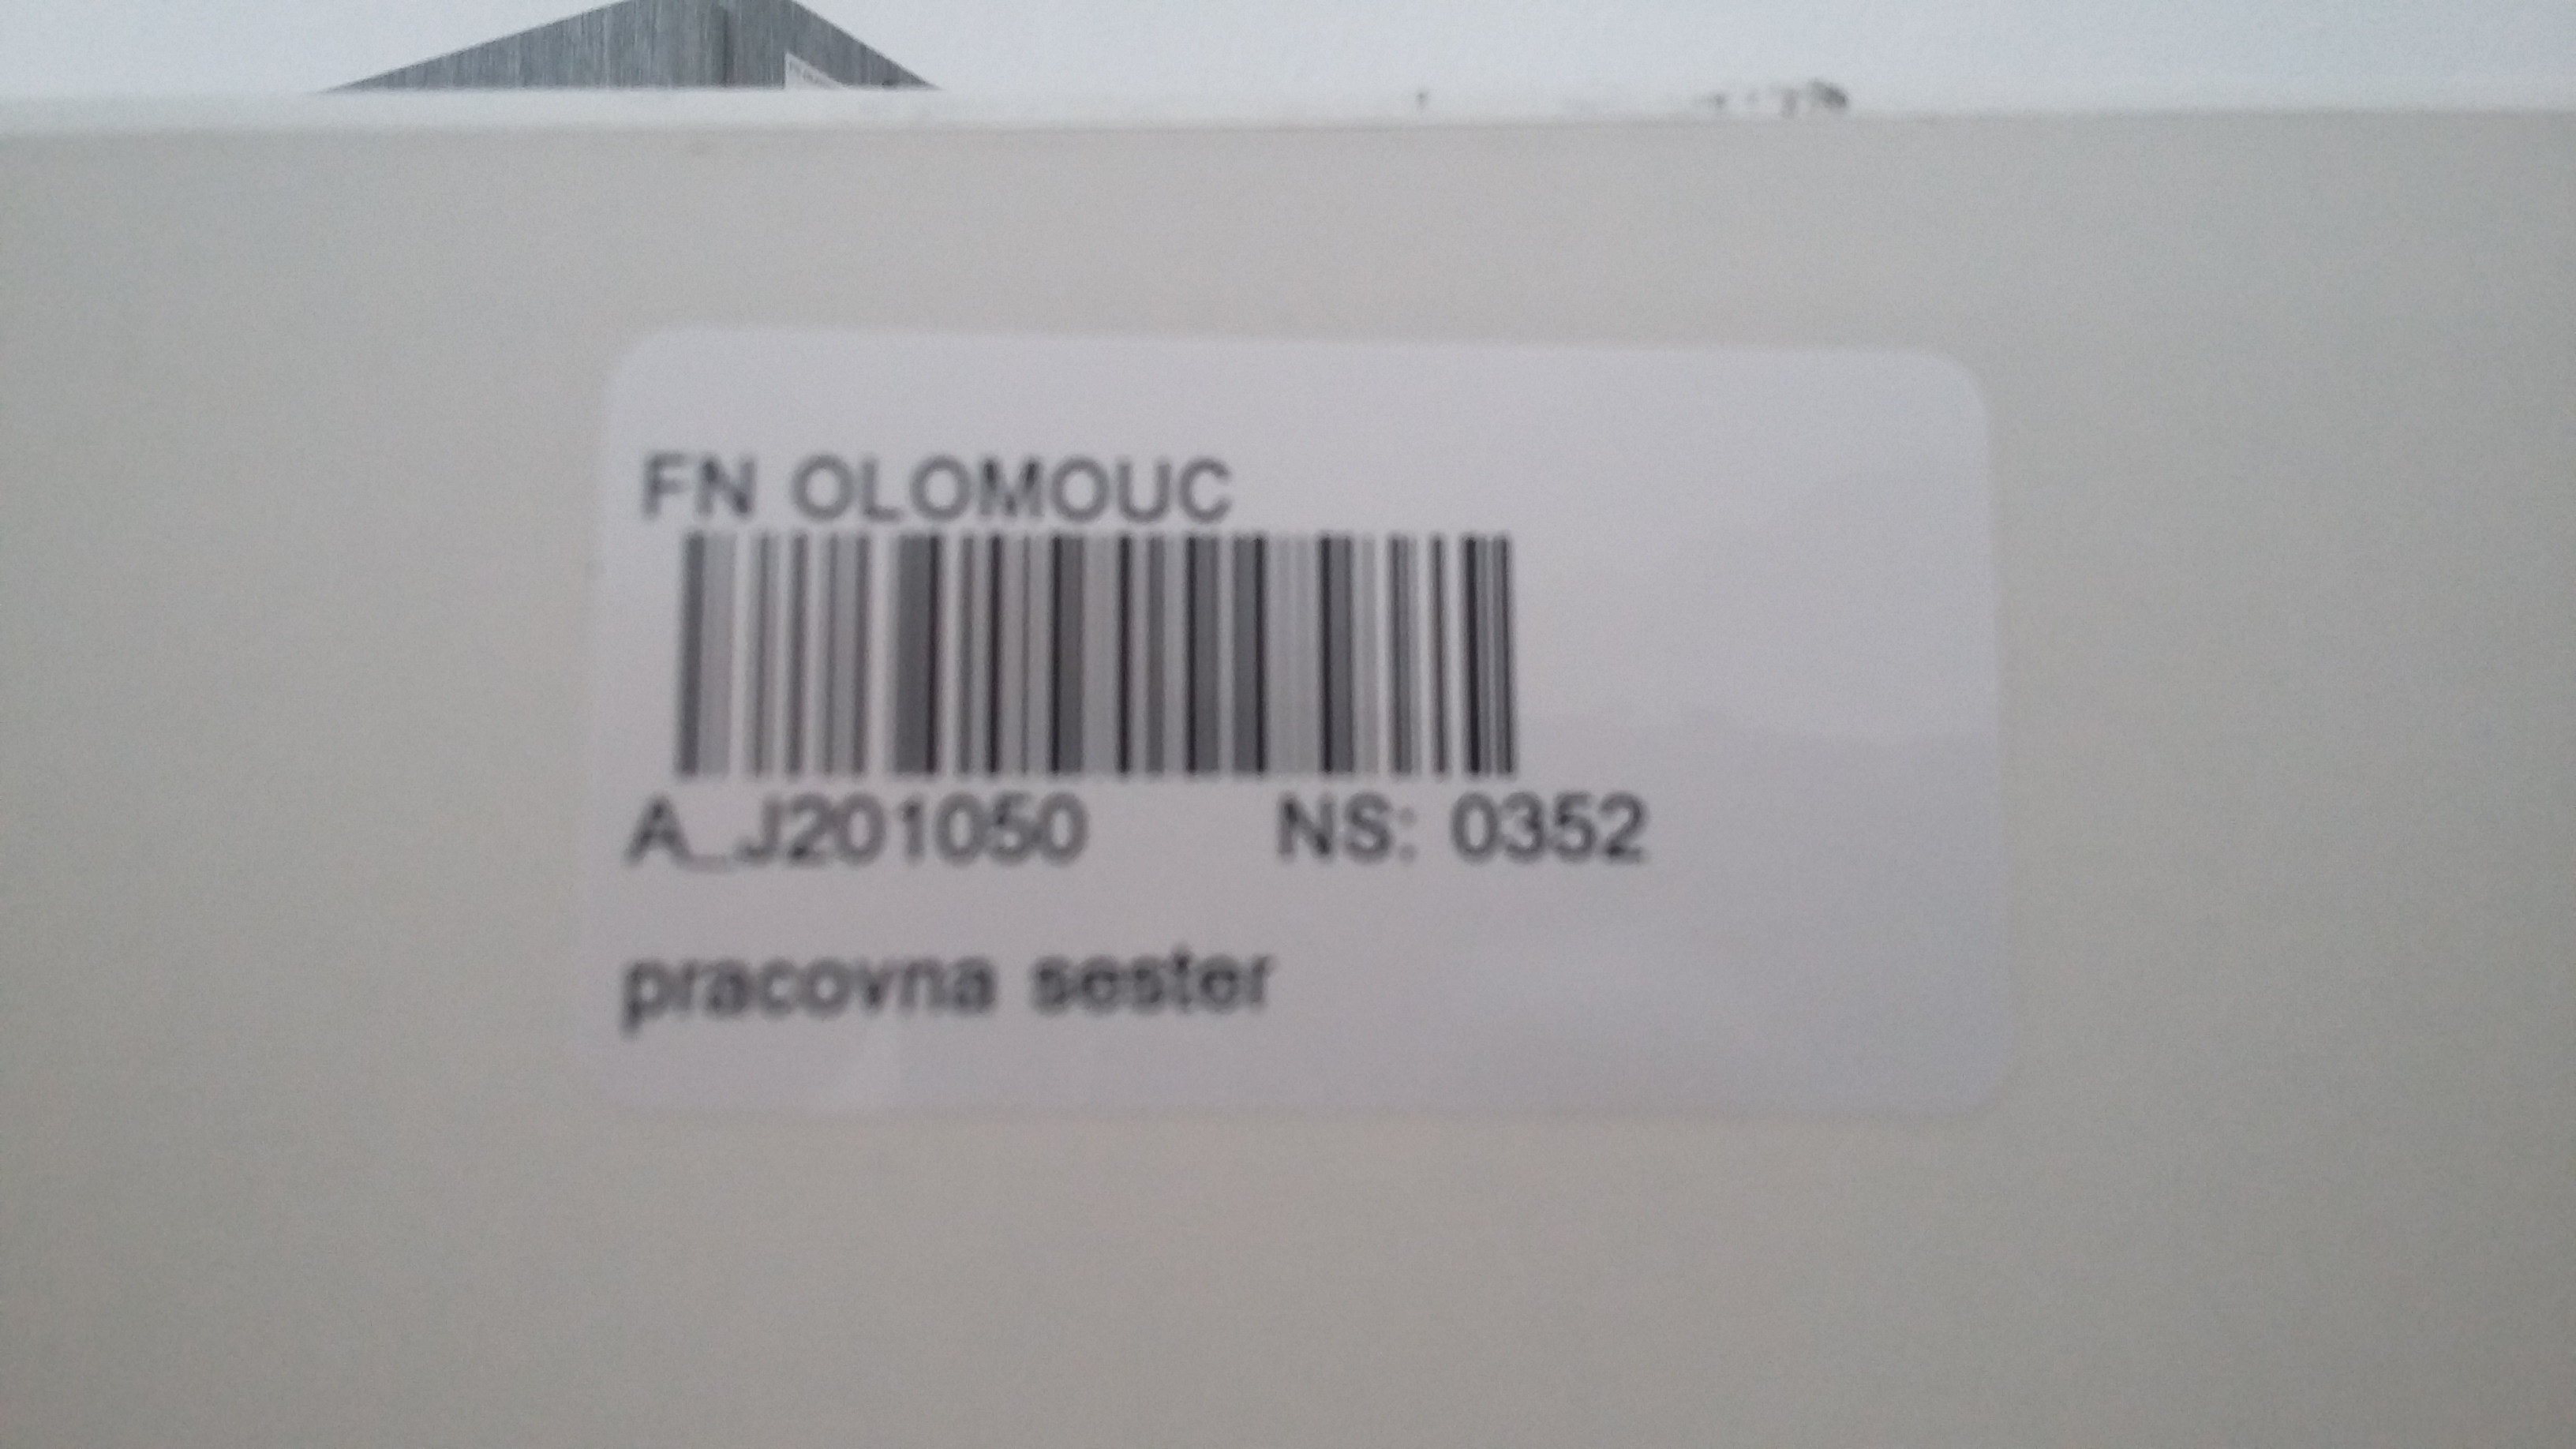 FN OLOMOUC
A_J201050 NS: 0352
pracovna sester